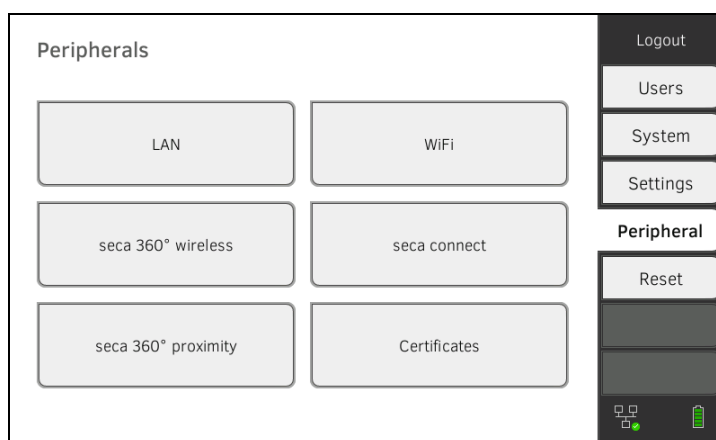 Peripherals
LAN
WiFi
seca 360° wireless
seca connect
seca 360° proximity
Certificates
Logout
Users
System
Settings
Peripheral
Reset